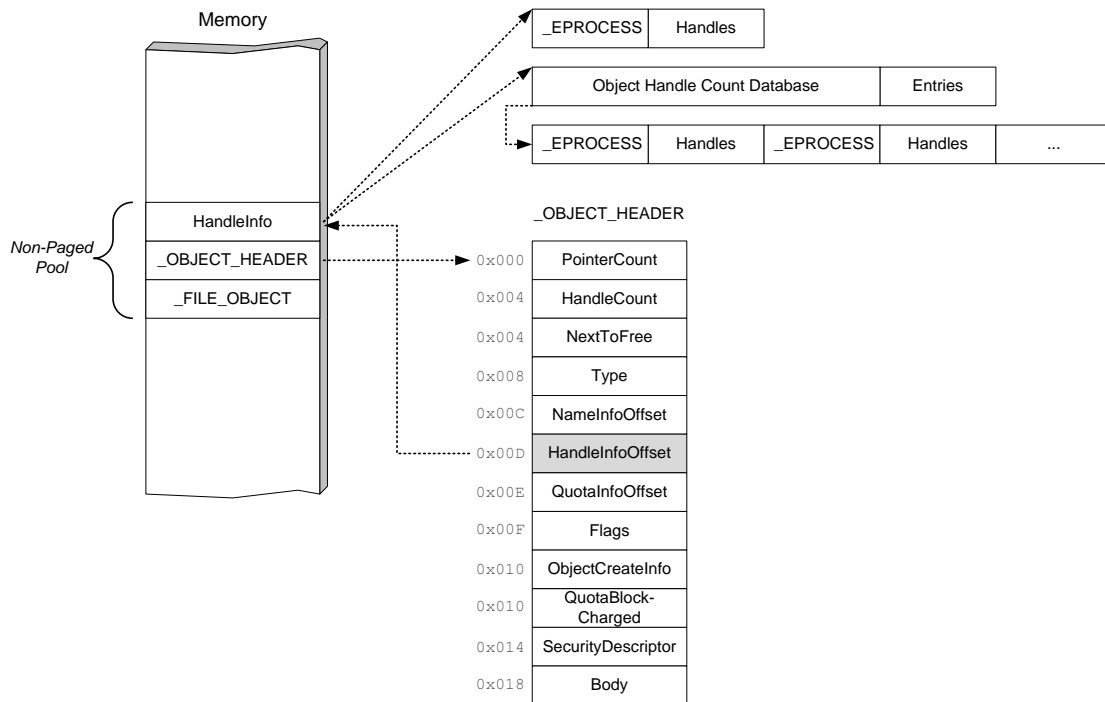 Memory
_EPROCESS Handles
Object Handle Count Database Entries
_EPROCESS Handles _EPROCESS Handles ...
Non-Paged
Pool
HandleInfo
_OBJECT_HEADER
_FILE_OBJECT
_OBJECT_HEADER
0x000 PointerCount
0x004 HandleCount
0x004 NextToFree
0x008 Type
0x00C NameInfoOffset
0x00D HandleInfoOffset
0x00E QuotaInfoOffset
0x00F Flags
0x010 ObjectCreateInfo
0x010 QuotaBlock-
Charged
0x014 SecurityDescriptor
0x018 Body